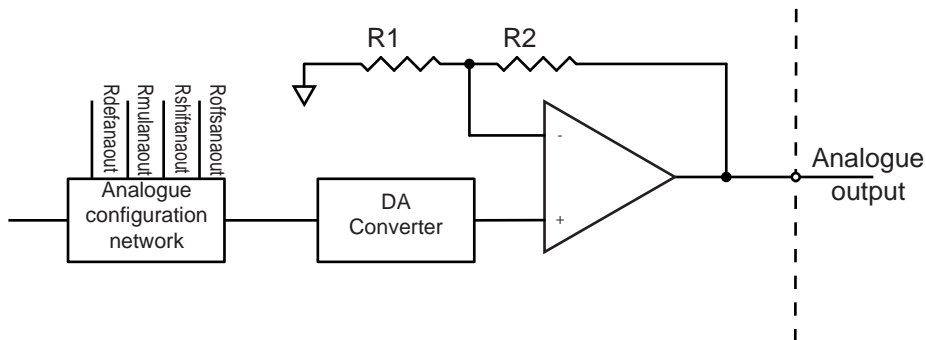 R1
R2
Rdefanaout
Rmulanaout
Rshiftanaout
Roffsanaout
Analogue
configuration
network
DA
Converter
-
+
Analogue
output